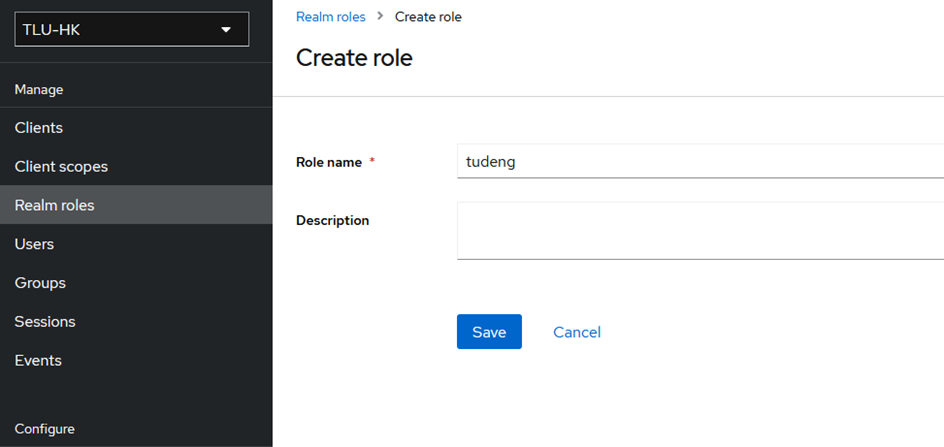 TLU-HK
Manage
Clients
Client scopes
Realm roles
Users
Groups
Sessions
Events
Configure
Realm roles > Create role
Create role
Role name *
tudeng
Description
Save
Cancel